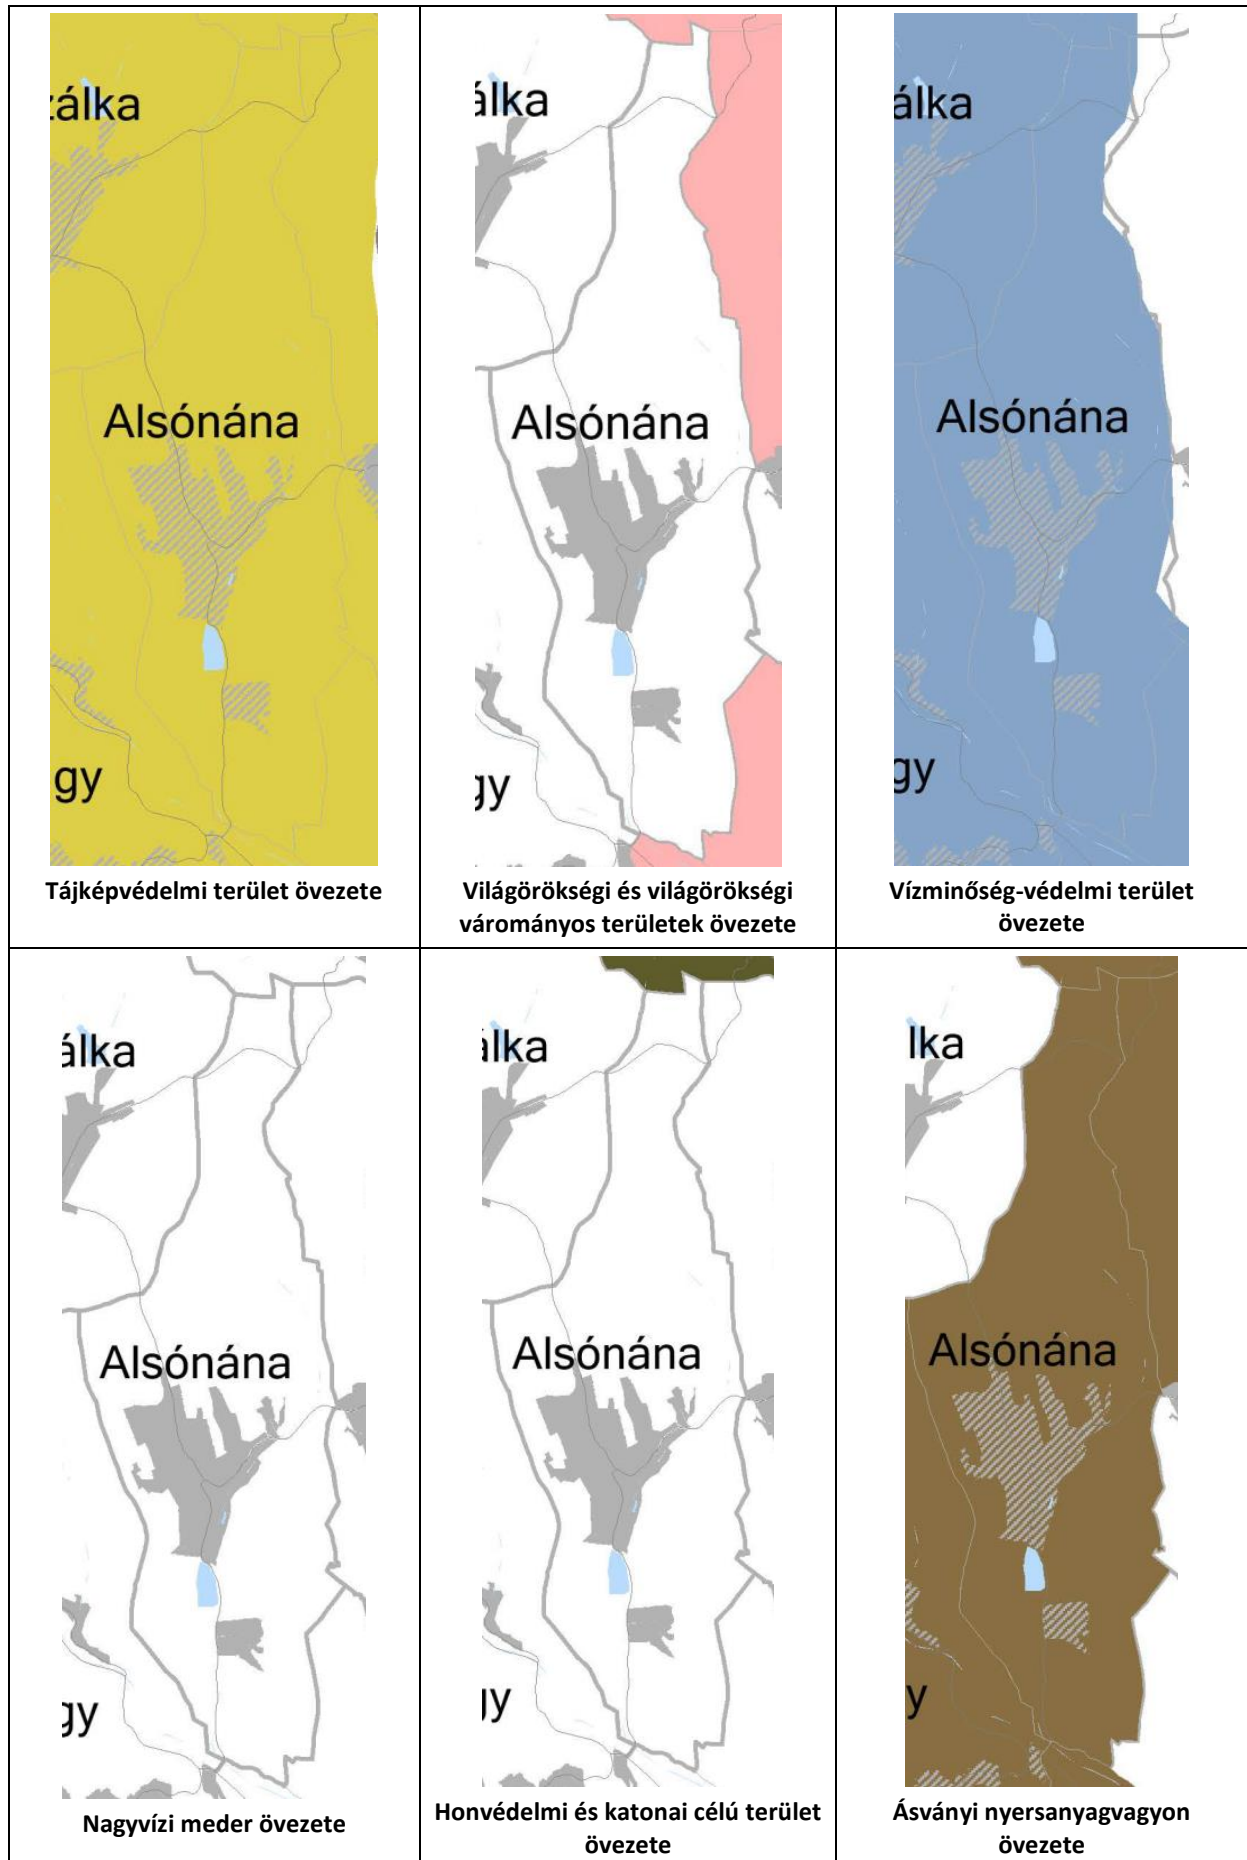 zálka
Alsónána
gy
Tájképvédelmi terület övezete
álka
Alsónána
gy
Világörökségi és világörökségi
várományos területek övezete
álka
Alsónána
gy
Vízminőség-védelmi terület
övezete
álka
Alsónána
gy
Nagyvízi meder övezete
álka
Alsónána
gy
Honvédelmi és katonai célú terület
övezete
lka
Alsónána
y
Ásványi nyersanyagvagyon
övezete